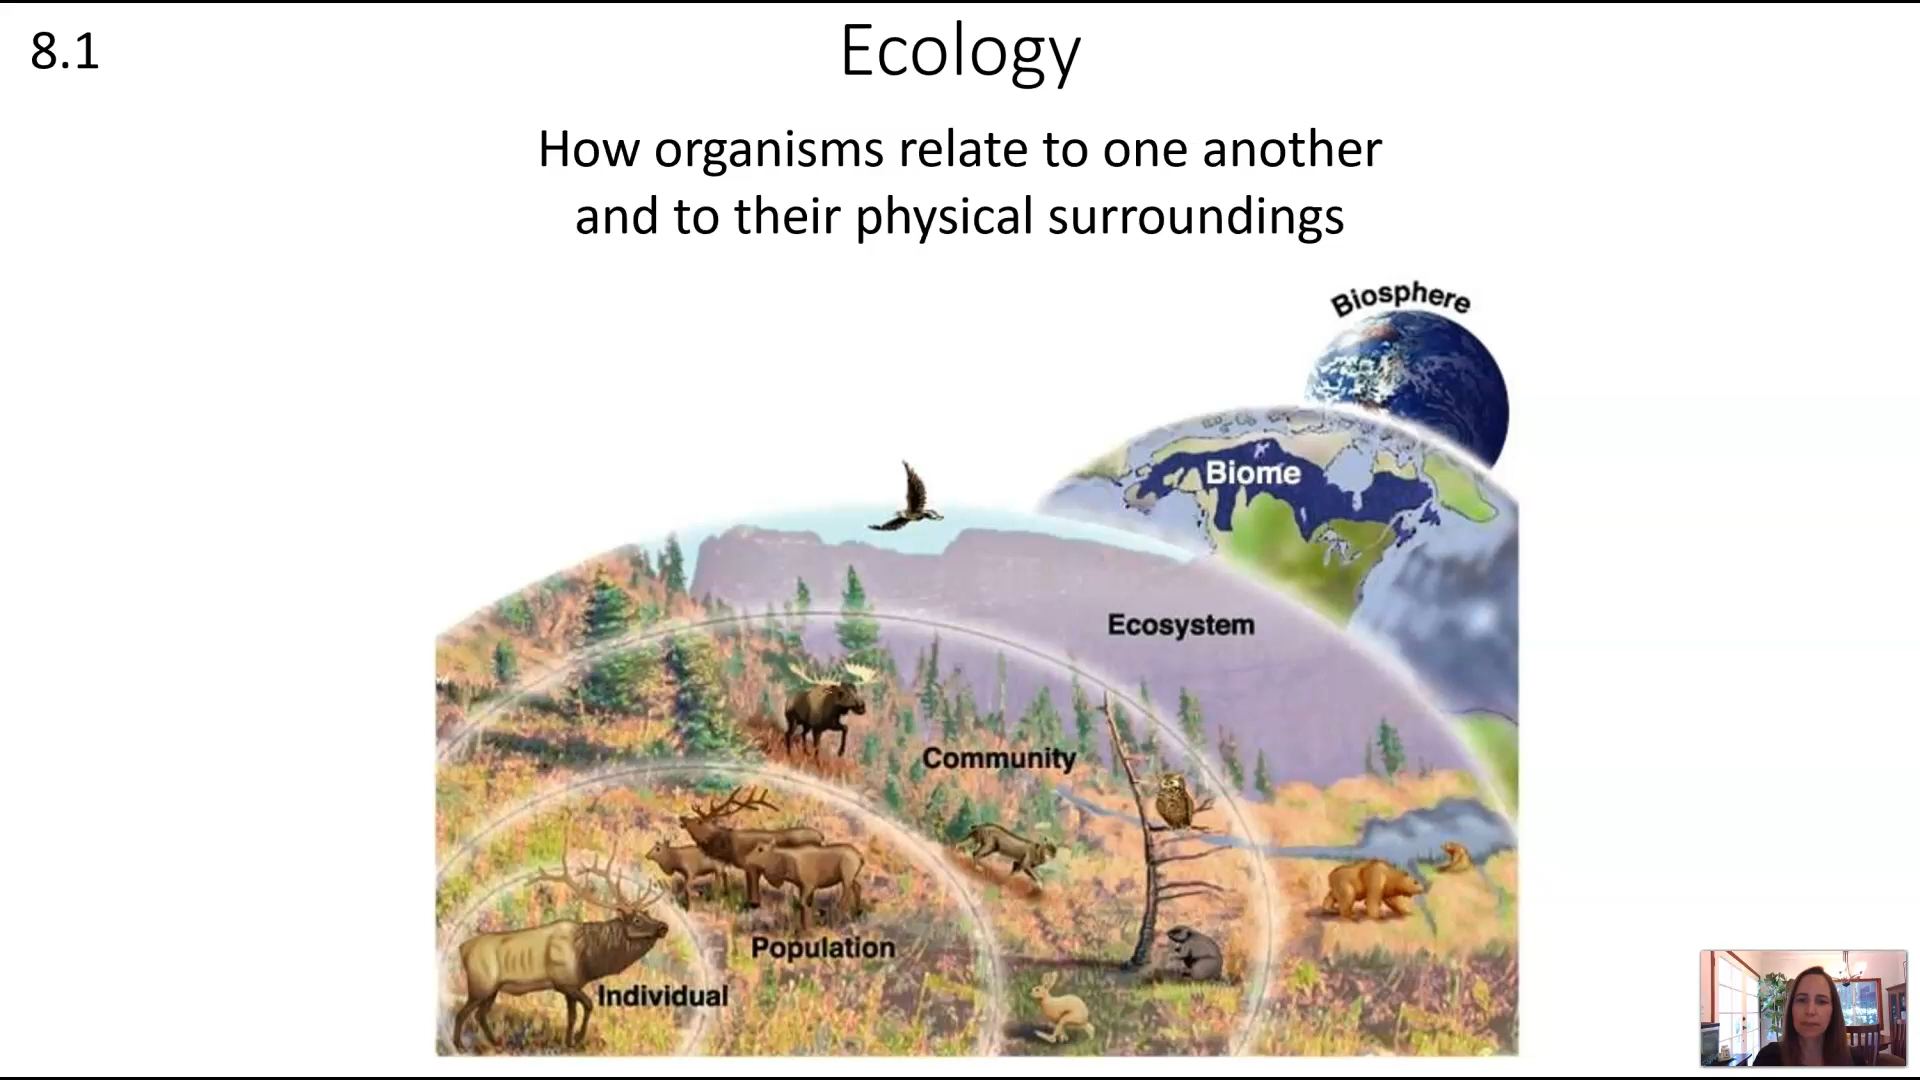 8.1
Ecology
How organisms relate to one another
and to their physical surroundings
Biosphere
Biome
Ecosystem
Community
Population
Individual